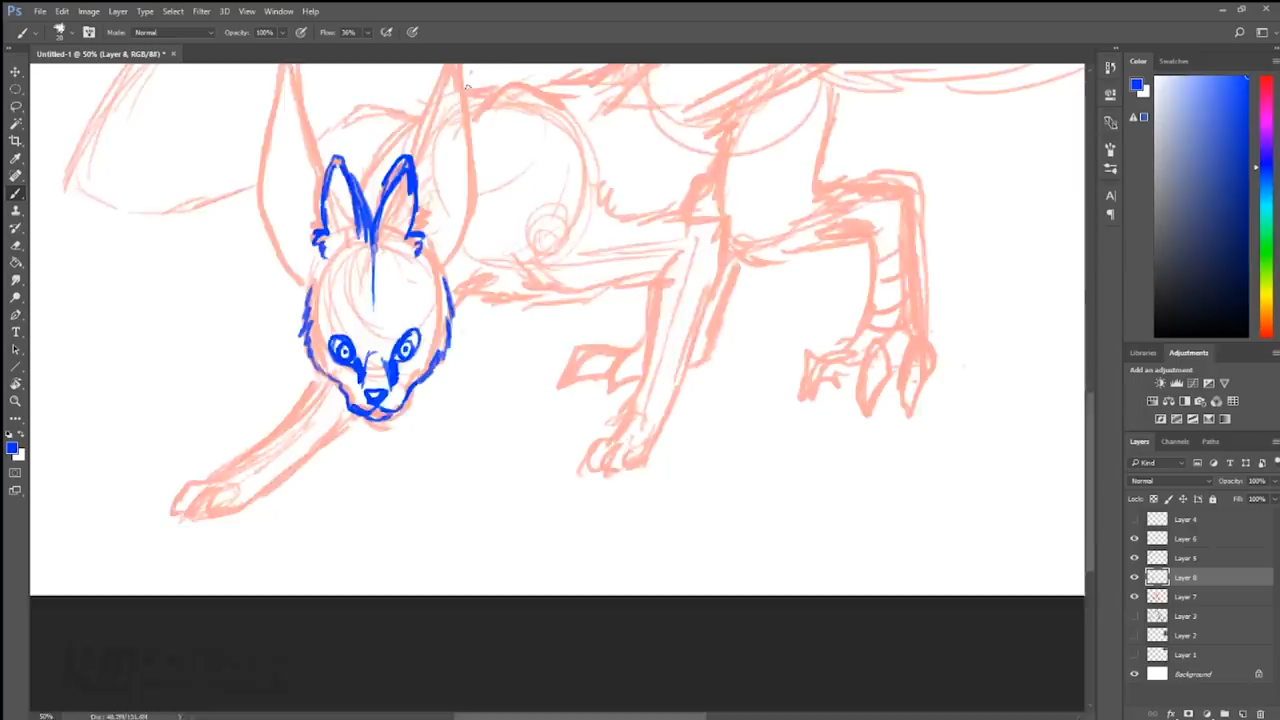 Ps File Edit Image Layer Type Select Filter 3D View Window Help
20 Mode: Normal Opacity: 100% Flow: 36%
Untitled-1 @ 50% (Layer 8, RGB/8#) * ×
Color Swatches
Libraries Adjustments
Add an adjustment
Layers Channels Paths
Kind
Normal Opacity: 100%
Lock: Fill: 100%
Layer 4
Layer 6
Layer 5
Layer 8
Layer 7
Layer 3
Layer 2
Layer 1
Background
50%